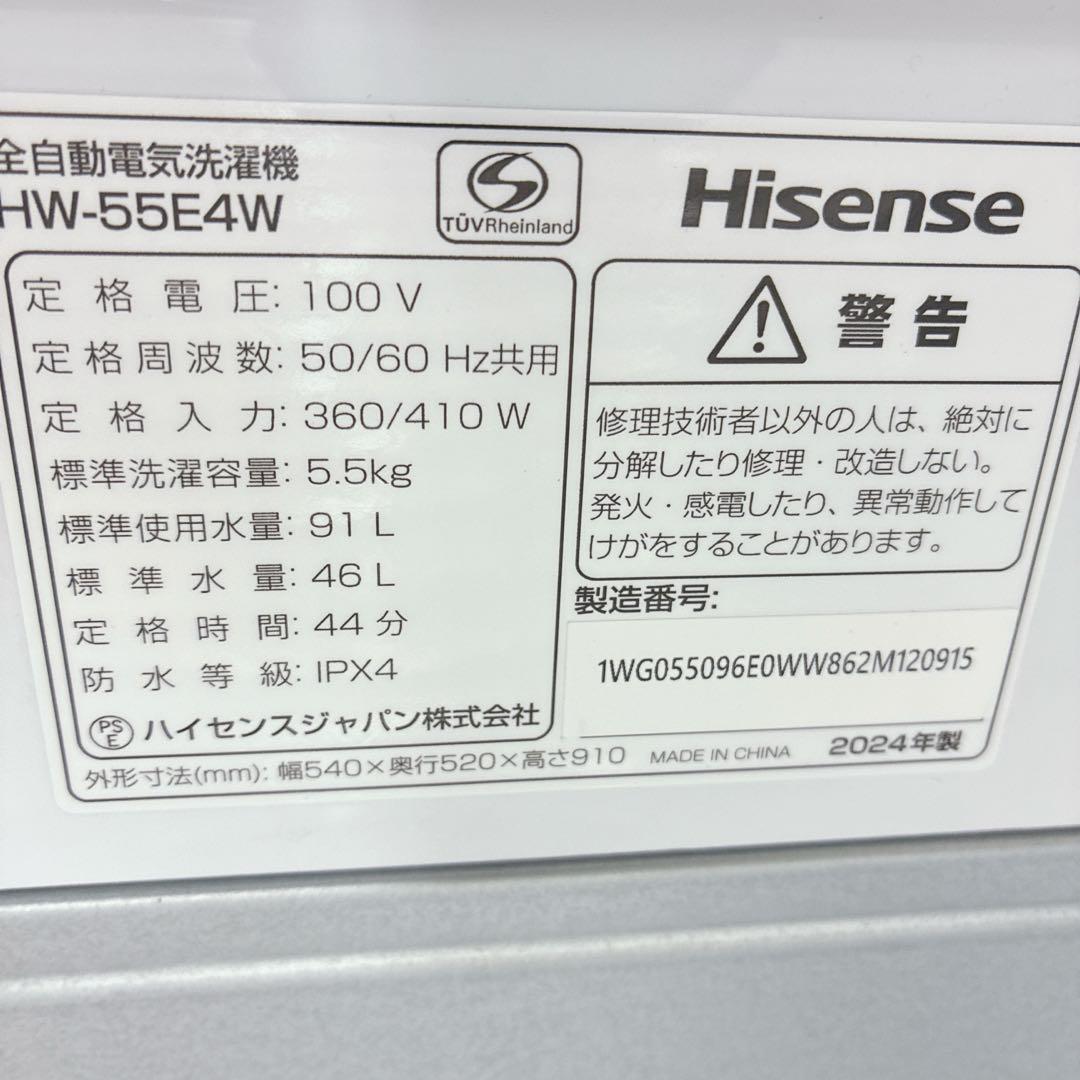 全自動電気洗濯機
HW-55E4W
TÜVRheinland
Hisense
定格電圧: 100 V
定格周波数: 50/60 Hz共用
定格入力: 360/410 W
標準洗濯容量: 5.5kg
標準使用水量: 91 L
標準水量: 46 L
定格時間: 44 分
防水等級: IPX4
PSE ハイセンスジャパン株式会社
警告
修理技術者以外の人は、絶対に
分解したり修理・改造しない。
発火・感電したり、異常動作して
けがをすることがあります。
製造番号:
1WG055096E0WW862M120915
外形寸法(mm): 幅540×奥行520×高さ910 MADE IN CHINA 2024年製